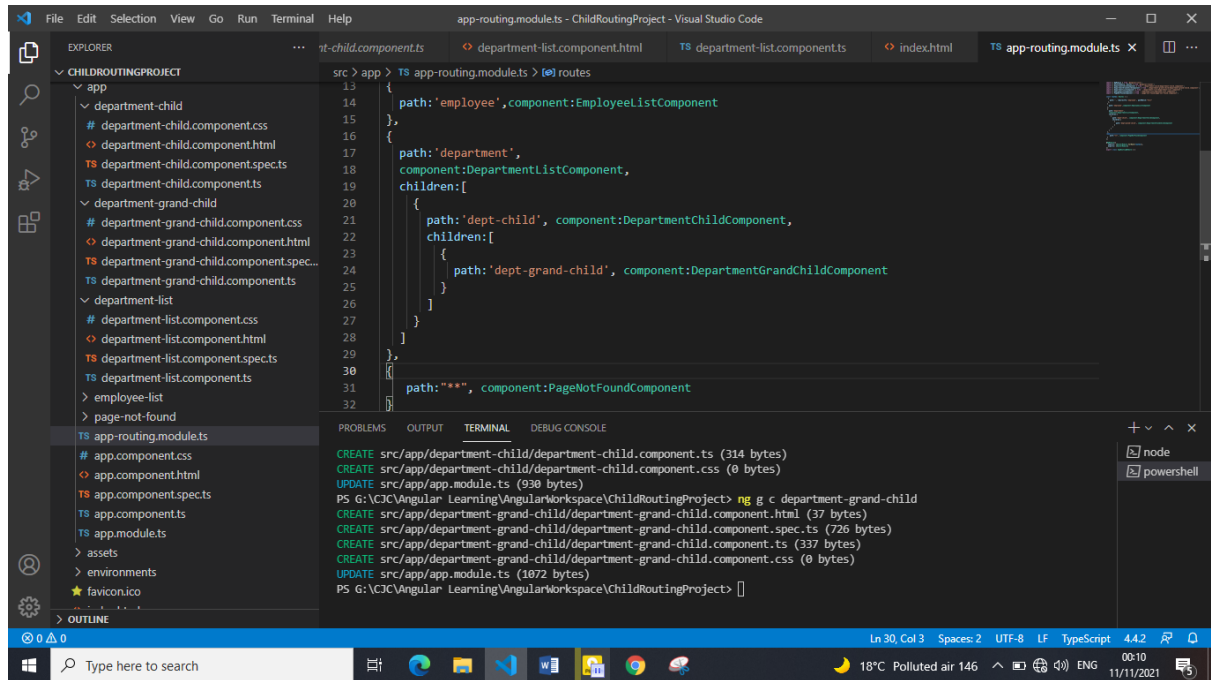 File Edit Selection View Go Run Terminal Help
app-routing.module.ts - ChildRoutingProject - Visual Studio Code
EXPLORER
CHILDROUTINGPROJECT
app
department-child
# department-child.component.css
<> department-child.component.html
TS department-child.component.spec.ts
TS department-child.component.ts
department-grand-child
# department-grand-child.component.css
<> department-grand-child.component.html
TS department-grand-child.component.spec...
TS department-grand-child.component.ts
department-list
# department-list.component.css
<> department-list.component.html
TS department-list.component.spec.ts
TS department-list.component.ts
employee-list
page-not-found
TS app-routing.module.ts
# app.component.css
<> app.component.html
TS app.component.spec.ts
TS app.component.ts
TS app.module.ts
assets
environments
favicon.ico
OUTLINE
nt-child.component.ts <> department-list.component.html TS department-list.component.ts <> index.html TS app-routing.module.ts
src > app > TS app-routing.module.ts > routes
13 {
14 path:'employee',component:EmployeeListComponent
15 },
16 {
17 path:'department',
18 component:DepartmentListComponent,
19 children:[
20 {
21 path:'dept-child', component:DepartmentChildComponent,
22 children:[
23 {
24 path:'dept-grand-child', component:DepartmentGrandChildComponent
25 }
26 ]
27 }
28 ]
29 },
30 {
31 path:"**", component:PageNotFoundComponent
32 }
PROBLEMS OUTPUT TERMINAL DEBUG CONSOLE
CREATE src/app/department-child/department-child.component.ts (314 bytes)
CREATE src/app/department-child/department-child.component.css (0 bytes)
UPDATE src/app/app.module.ts (930 bytes)
PS G:\CJC\Angular Learning\AngularWorkspace\ChildRoutingProject> ng g c department-grand-child
CREATE src/app/department-grand-child/department-grand-child.component.html (37 bytes)
CREATE src/app/department-grand-child/department-grand-child.component.spec.ts (726 bytes)
CREATE src/app/department-grand-child/department-grand-child.component.ts (337 bytes)
CREATE src/app/department-grand-child/department-grand-child.component.css (0 bytes)
UPDATE src/app/app.module.ts (1072 bytes)
PS G:\CJC\Angular Learning\AngularWorkspace\ChildRoutingProject>
node
powershell
0 0
Ln 30, Col 3 Spaces: 2 UTF-8 LF TypeScript 4.4.2
Type here to search
18°C Polluted air 146 ENG
00:10
11/11/2021
5